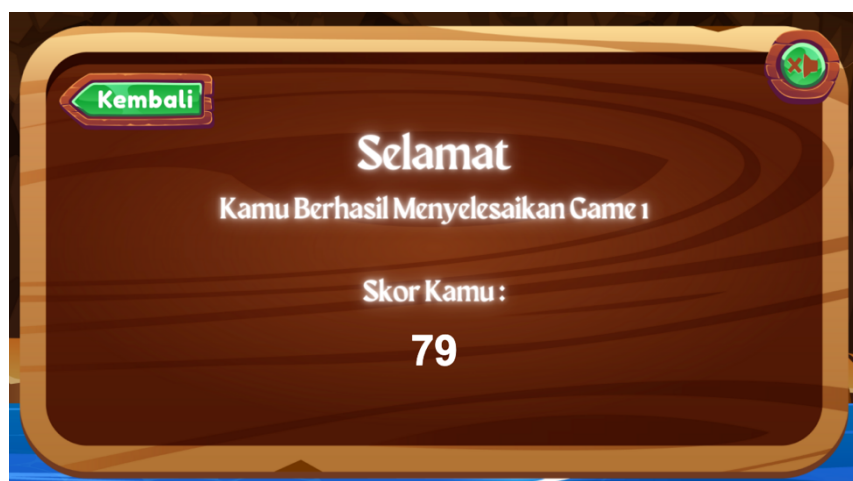 Kembali
Selamat
Kamu Berhasil Menyelesaikan Game 1
Skor Kamu :
79